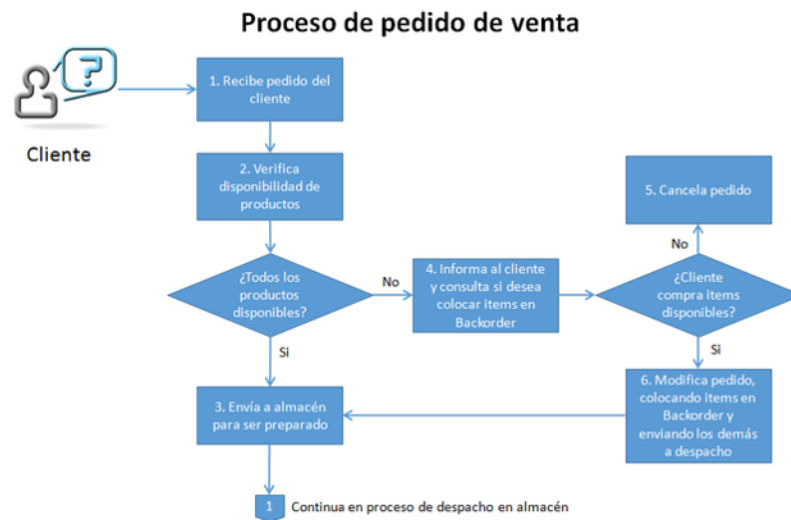 Proceso de pedido de venta
?
Cliente
1. Recibe pedido del
cliente
2. Verifica
disponibilidad de
productos
¿Todos los
productos
disponibles?
No
4. Informa al cliente
y consulta si desea
colocar items en
Backorder
¿Cliente
compra items
disponibles?
No
5. Cancela pedido
Si
6. Modifica pedido,
colocando items en
Backorder y
enviando los demás
a despacho
Si
3. Envía a almacén
para ser preparado
1
Continua en proceso de despacho en almacén